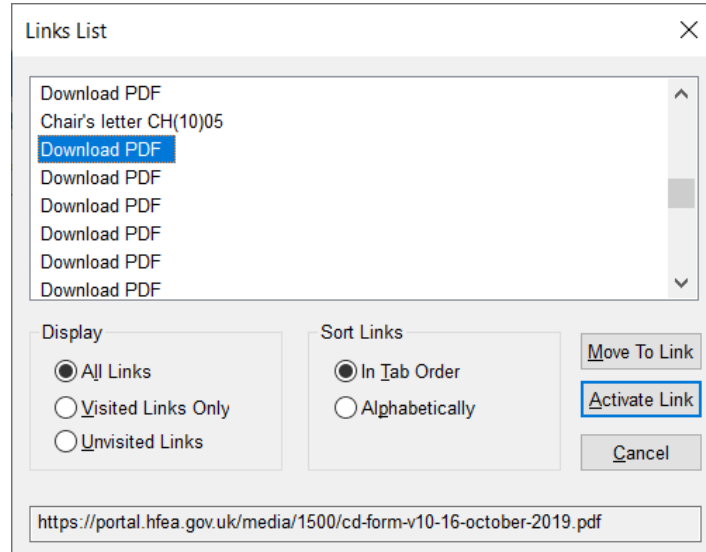 Links List
Download PDF
Chair's letter CH(10)05
Download PDF
Download PDF
Download PDF
Download PDF
Download PDF
Download PDF
Display
All Links
Visited Links Only
Unvisited Links
Sort Links
In Tab Order
Alphabetically
Move To Link
Activate Link
Cancel
https://portal.hfea.gov.uk/media/1500/cd-form-v10-16-october-2019.pdf